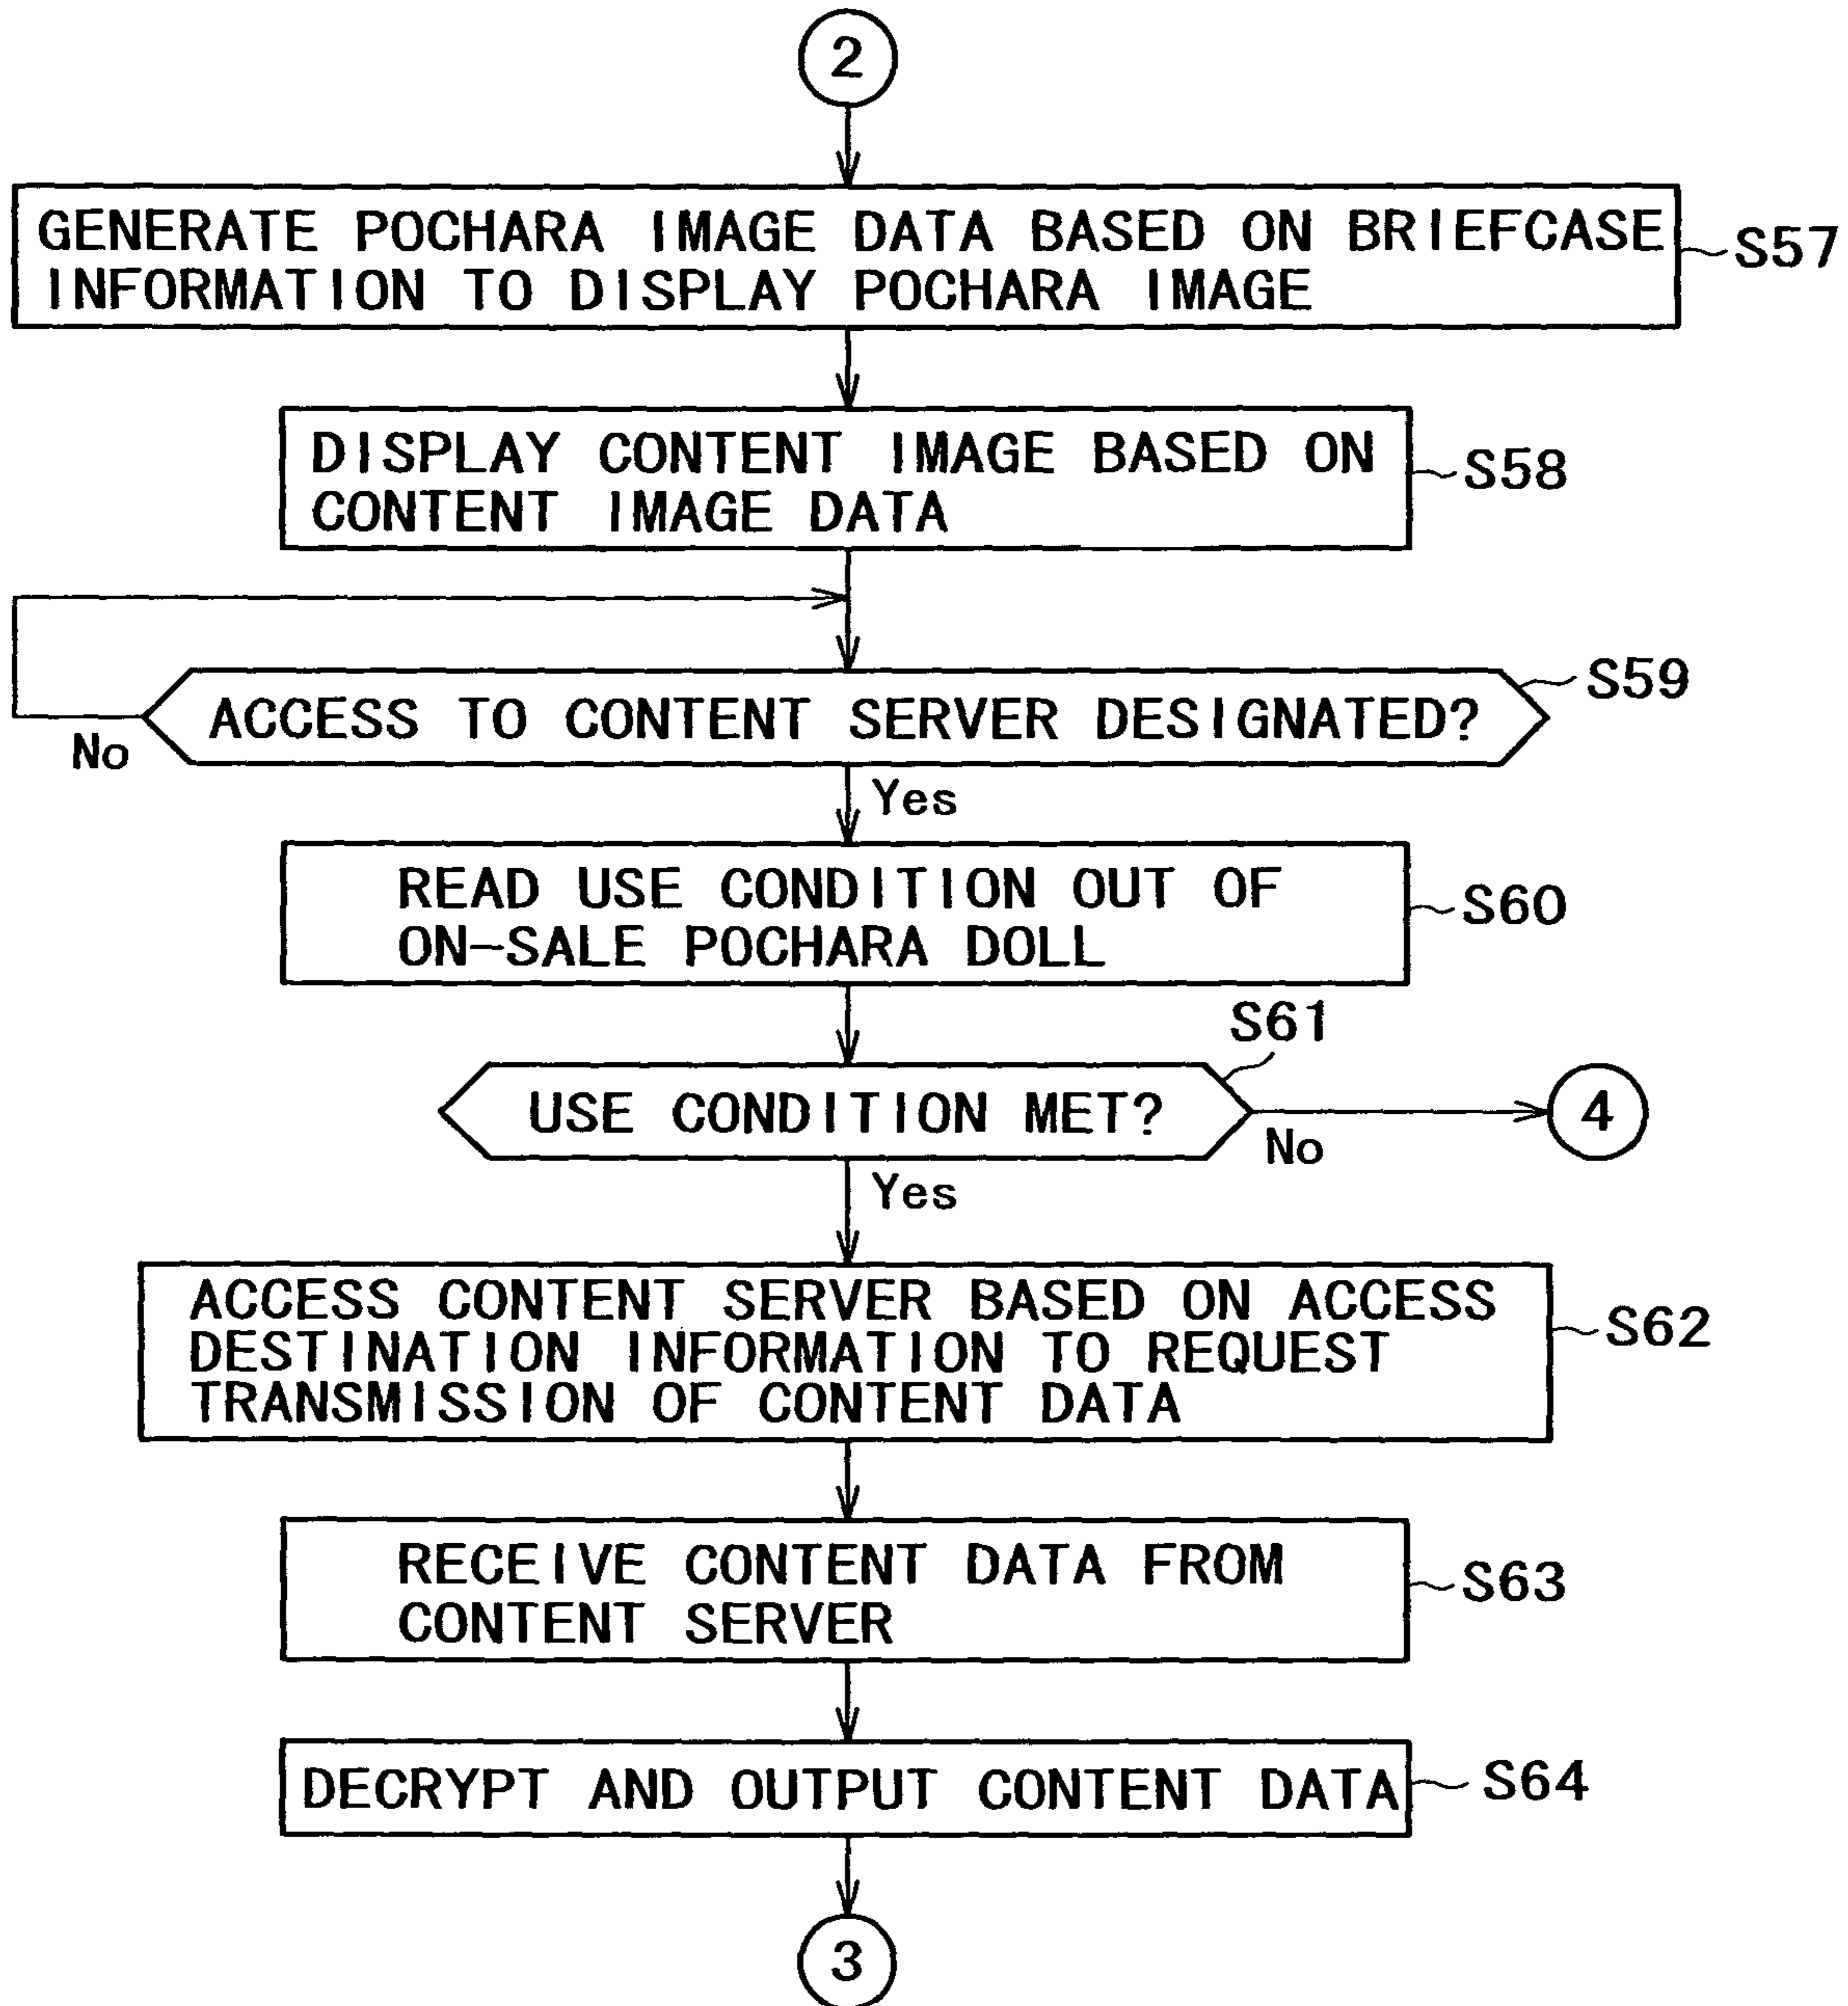 2
GENERATE POCHARA IMAGE DATA BASED ON BRIEFCASE
INFORMATION TO DISPLAY POCHARA IMAGE
S57
DISPLAY CONTENT IMAGE BASED ON
CONTENT IMAGE DATA
S58
S59
ACCESS TO CONTENT SERVER DESIGNATED?
No
Yes
READ USE CONDITION OUT OF
ON-SALE POCHARA DOLL
S60
S61
USE CONDITION MET?
4
No
Yes
ACCESS CONTENT SERVER BASED ON ACCESS
DESTINATION INFORMATION TO REQUEST
TRANSMISSION OF CONTENT DATA
S62
RECEIVE CONTENT DATA FROM
CONTENT SERVER
S63
DECRYPT AND OUTPUT CONTENT DATA
S64
3